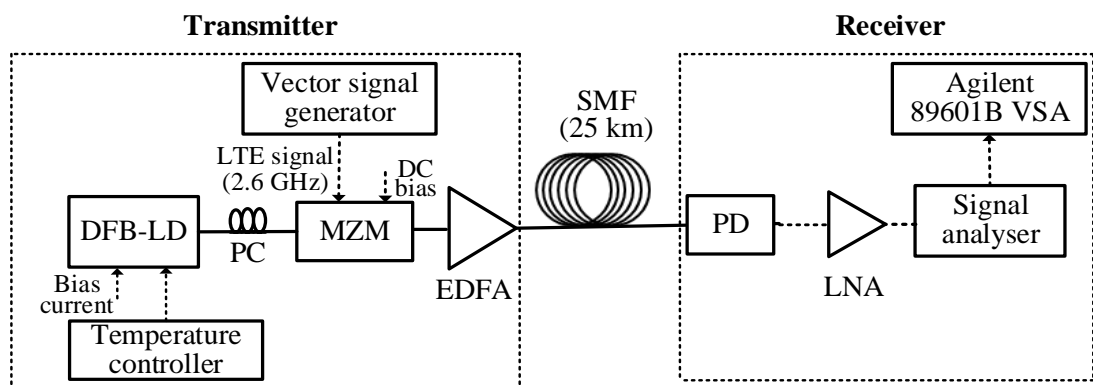 Transmitter
Receiver
Vector signal
generator
SMF
(25 km)
Agilent
89601B VSA
LTE signal
(2.6 GHz)
DC
bias
DFB-LD
PC
MZM
EDFA
PD
LNA
Signal
analyser
Bias
current
Temperature
controller